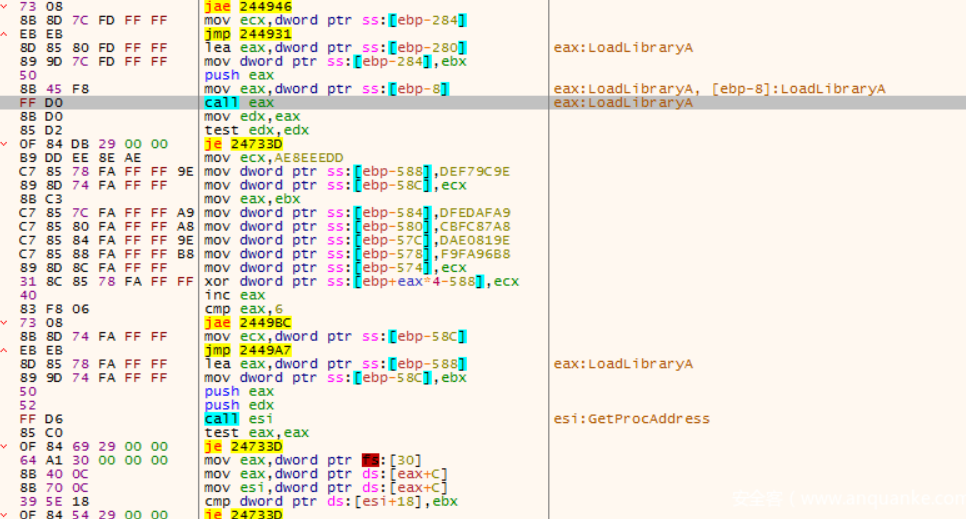 73 08 jae 244946
8B 8D 7C FD FF FF mov ecx,dword ptr ss:[ebp-284]
EB EB jmp 244931
8D 85 80 FD FF FF lea eax,dword ptr ss:[ebp-280] eax:LoadLibraryA
89 9D 7C FD FF FF mov dword ptr ss:[ebp-284],ebx
50 push eax
8B 45 F8 mov eax,dword ptr ss:[ebp-8] eax:LoadLibraryA, [ebp-8]:LoadLibraryA
FF D0 call eax eax:LoadLibraryA
8B D0 mov edx,eax
85 D2 test edx,edx
0F 84 DB 29 00 00 je 24733D
B9 DD EE 8E AE mov ecx,AE8EEEDD
C7 85 78 FA FF FF 9E mov dword ptr ss:[ebp-588],DEF79C9E
89 8D 74 FA FF FF mov dword ptr ss:[ebp-58C],ecx
8B C3 mov eax,ebx
C7 85 7C FA FF FF A9 mov dword ptr ss:[ebp-584],DFEDAFA9
C7 85 80 FA FF FF A8 mov dword ptr ss:[ebp-580],CBFC87A8
C7 85 84 FA FF FF 9E mov dword ptr ss:[ebp-57C],DAE0819E
C7 85 88 FA FF FF B8 mov dword ptr ss:[ebp-578],F9FA96B8
89 8D 8C FA FF FF mov dword ptr ss:[ebp-574],ecx
31 8C 85 78 FA FF FF xor dword ptr ss:[ebp+eax*4-588],ecx
40 inc eax
83 F8 06 cmp eax,6
73 08 jae 2449BC
8B 8D 74 FA FF FF mov ecx,dword ptr ss:[ebp-58C]
EB EB jmp 2449A7
8D 85 78 FA FF FF lea eax,dword ptr ss:[ebp-588] eax:LoadLibraryA
89 9D 74 FA FF FF mov dword ptr ss:[ebp-58C],ebx
50 push eax
52 push edx
FF D6 call esi esi:GetProcAddress
85 C0 test eax,eax
0F 84 69 29 00 00 je 24733D
64 A1 30 00 00 00 mov eax,dword ptr fs:[30]
8B 40 0C mov eax,dword ptr ds:[eax+C]
8B 70 0C mov esi,dword ptr ds:[eax+C]
39 5E 18 cmp dword ptr ds:[esi+18],ebx
安全客 ( www.anquanke.com )
0F 84 54 29 00 00 je 24733D